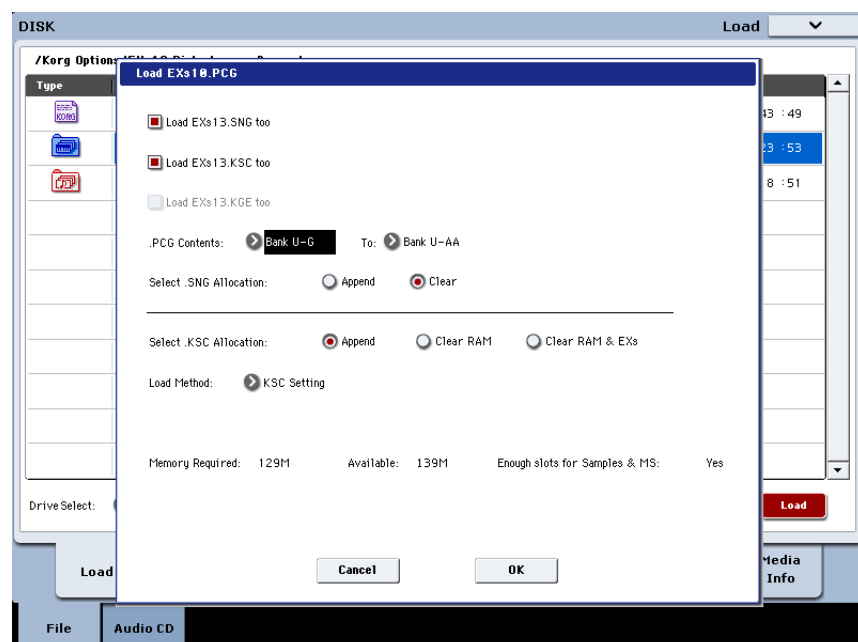 DISK
Load
/Korg Option
Load EXs10.PCG
Type
KORG
Load EXs13.SNG too
43 :49
Load EXs13.KSC too
23 :53
8 :51
Load EXs13.KGE too
.PCG Contents: Bank U-G To: Bank U-AA
Select .SNG Allocation: Append Clear
Select .KSC Allocation: Append Clear RAM Clear RAM & EXs
Load Method: KSC Setting
Memory Required: 129M Available: 139M Enough slots for Samples & MS: Yes
Drive Select:
Load
Cancel OK
Load
Media
Info
File Audio CD